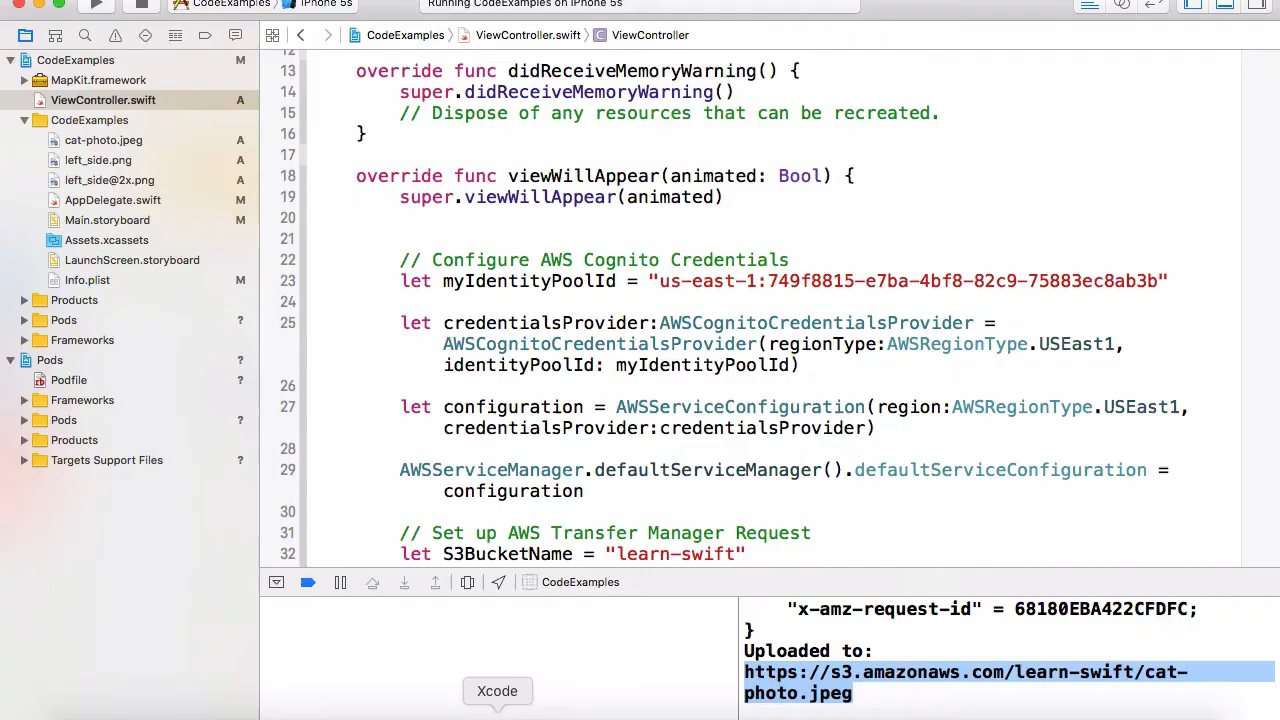 CodeExamples
iPhone 5s
Running CodeExamples on iPhone 5s
CodeExamples
ViewController.swift
ViewController
CodeExamples M
MapKit.framework
ViewController.swift A
CodeExamples
cat-photo.jpeg A
left_side.png A
left_side@2x.png A
AppDelegate.swift M
Main.storyboard M
Assets.xcassets
LaunchScreen.storyboard
Info.plist M
Products
Pods ?
Frameworks
Pods ?
Podfile ?
Frameworks
Pods ?
Products
Targets Support Files ?
12
13 override func didReceiveMemoryWarning() {
14 super.didReceiveMemoryWarning()
15 // Dispose of any resources that can be recreated.
16 }
17
18 override func viewWillAppear(animated: Bool) {
19 super.viewWillAppear(animated)
20
21
22 // Configure AWS Cognito Credentials
23 let myIdentityPoolId = "us-east-1:749f8815-e7ba-4bf8-82c9-75883ec8ab3b"
24
25 let credentialsProvider:AWSCognitoCredentialsProvider =
AWSCognitoCredentialsProvider(regionType:AWSRegionType.USEast1,
identityPoolId: myIdentityPoolId)
26
27 let configuration = AWSServiceConfiguration(region:AWSRegionType.USEast1,
credentialsProvider:credentialsProvider)
28
29 AWSServiceManager.defaultServiceManager().defaultServiceConfiguration =
configuration
30
31 // Set up AWS Transfer Manager Request
32 let S3BucketName = "learn-swift"
CodeExamples
"x-amz-request-id" = 68180EBA422CFDFC;
}
Uploaded to:
https://s3.amazonaws.com/learn-swift/cat-
photo.jpeg
Xcode